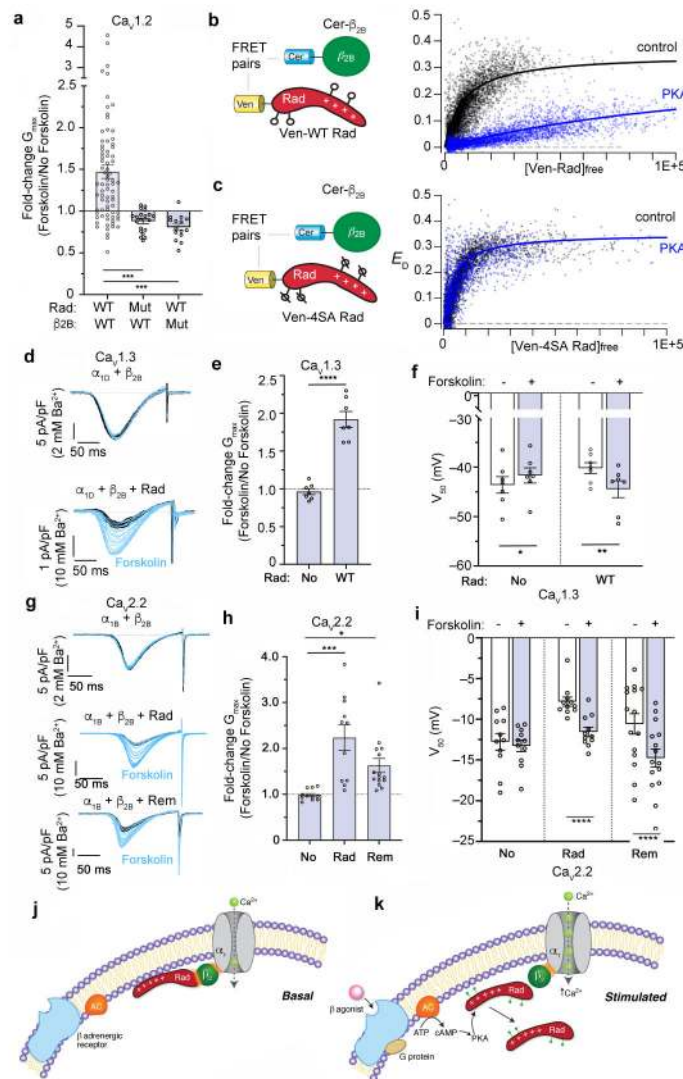 a
CaV1.2
Fold-change Gmax
(Forskolin/No Forskolin)
5
4
3
2
2.0
1.5
1.0
0.5
0
***
***
Rad: WT Mut WT
β2B: WT WT Mut
b
Cer-β2B
FRET
pairs
Cer
β2B
Ven
Rad
++++
Ven-WT Rad
0.3
0.2
0.1
0
control
PKA
[Ven-Rad]free
1E+5
c
Cer-β2B
FRET
pairs
Cer
β2B
Ven
Rad
++++
Ven-4SA Rad
ED
0.3
0.2
0.1
0.0
control
PKA
[Ven-4SA Rad]free
1E+5
d
CaV1.3
α1D + β2B
5 pA/pF
(2 mM Ba2+)
50 ms
α1D + β2B + Rad
1 pA/pF
(10 mM Ba2+)
Forskolin
50 ms
e
Fold-change Gmax
(Forskolin/No Forskolin)
2.5
2.0
1.5
1.0
0.5
0
****
Rad: No WT
f
Forskolin: - + - +
V50 (mV)
0
−30
−40
−50
−60
*
**
Rad: No WT
CaV1.3
g
CaV2.2
α1B + β2B
5 pA/pF
(2 mM Ba2+)
50 ms
α1B + β2B + Rad
5 pA/pF
(10 mM Ba2+)
Forskolin
50 ms
α1B + β2B + Rem
5 pA/pF
(10 mM Ba2+)
Forskolin
50 ms
h
CaV2.2
Fold-change Gmax
(Forskolin/No Forskolin)
4.0
3.0
2.0
1.0
0.0
+
***
No Rad Rem
i
Forskolin: - + - + - +
V50 (mV)
0
−5
−10
−15
−20
−25
****
****
No Rad Rem
CaV2.2
j
Ca2+
β
Rad
+++++
AC
Basal
β adrenergic
receptor
k
Ca2+
β
↑Ca2+
Rad
+++++
Stimulated
β agonist
AC
ATP
cAMP
PKA
Rad
+++++
G protein